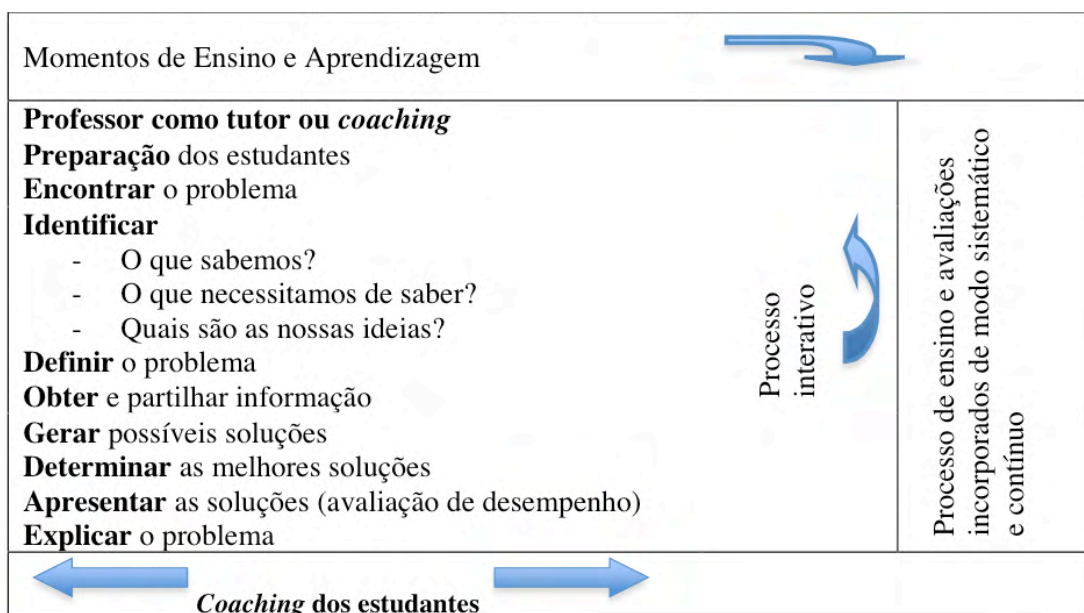 Momentos de Ensino e Aprendizagem
Professor como tutor ou coaching
Preparação dos estudantes
Encontrar o problema
Identificar
- O que sabemos?
- O que necessitamos de saber?
- Quais são as nossas ideias?
Definir o problema
Obter e partilhar informação
Gerar possíveis soluções
Determinar as melhores soluções
Apresentar as soluções (avaliação de desempenho)
Explicar o problema
Processo
interativo
Processo de ensino e avaliações
incorporados de modo sistemático
e contínuo
Coaching dos estudantes